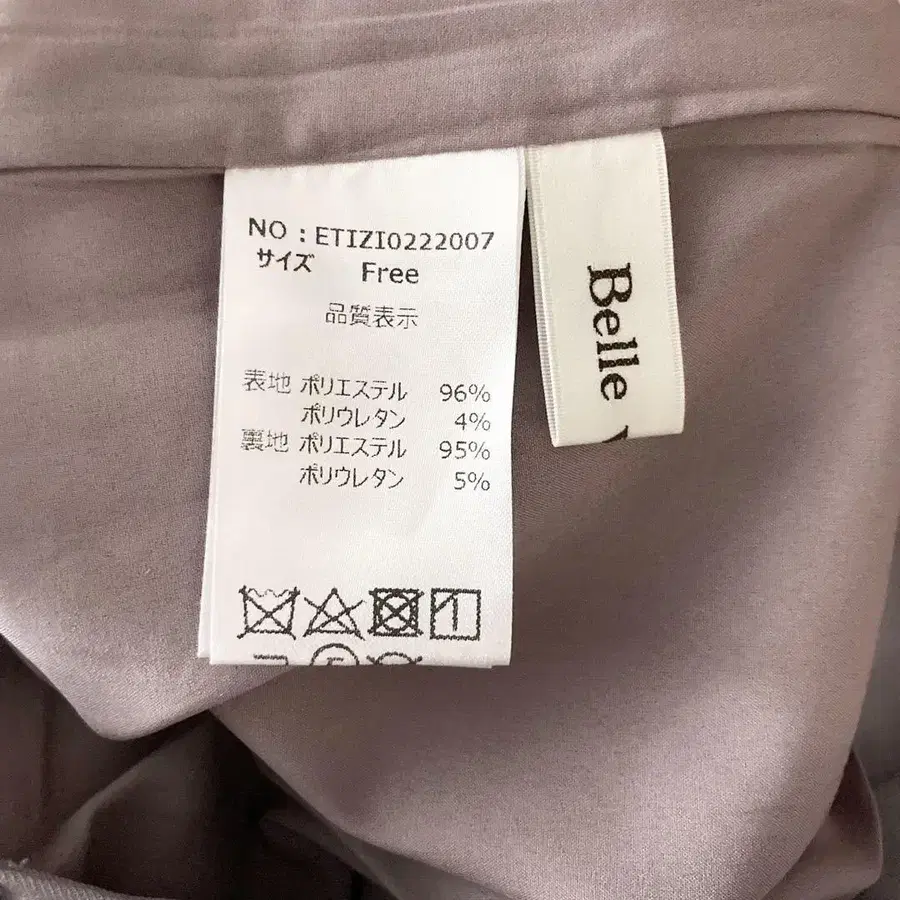 NO : ETIZI0222007
サイズ Free
品質表示
表地 ポリエステル 96%
ポリウレタン 4%
裏地 ポリエステル 95%
ポリウレタン 5%
Belle